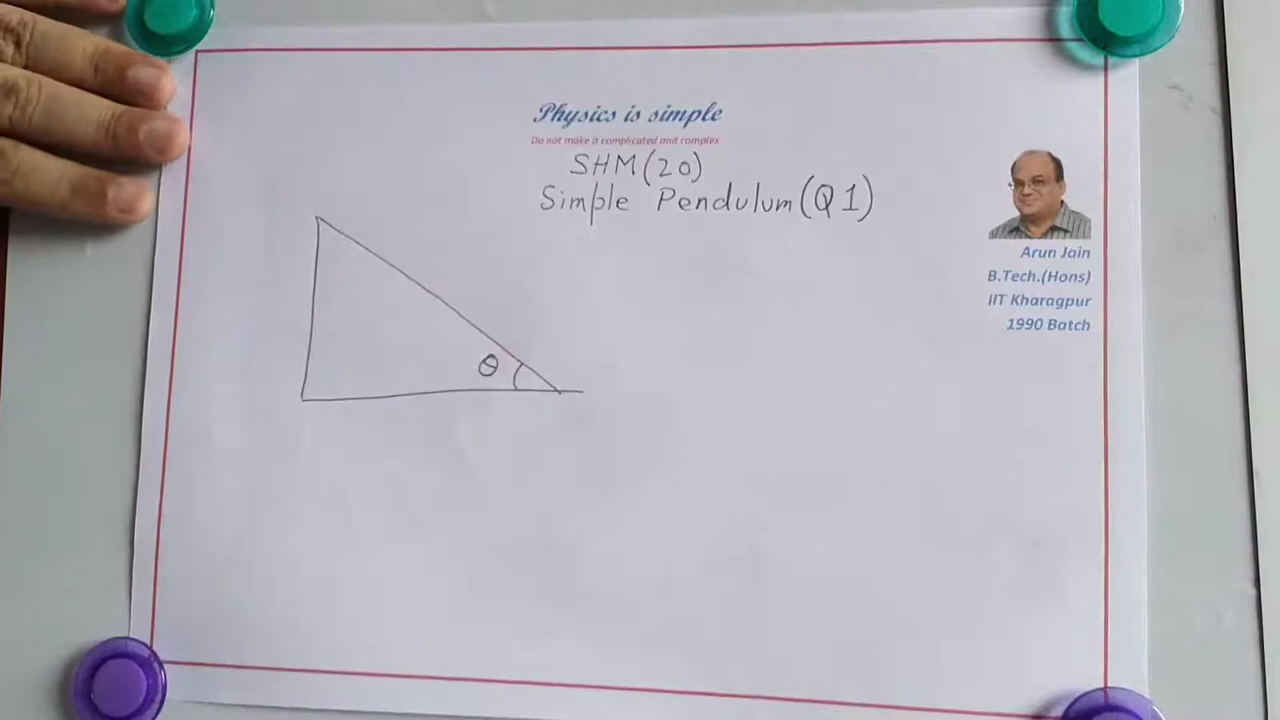 Physics is simple
Do not make it complicated and complex
SHM(20)
Simple Pendulum(Q1)
Arun Jain
B.Tech.(Hons)
IIT Kharagpur
1990 Batch
θ